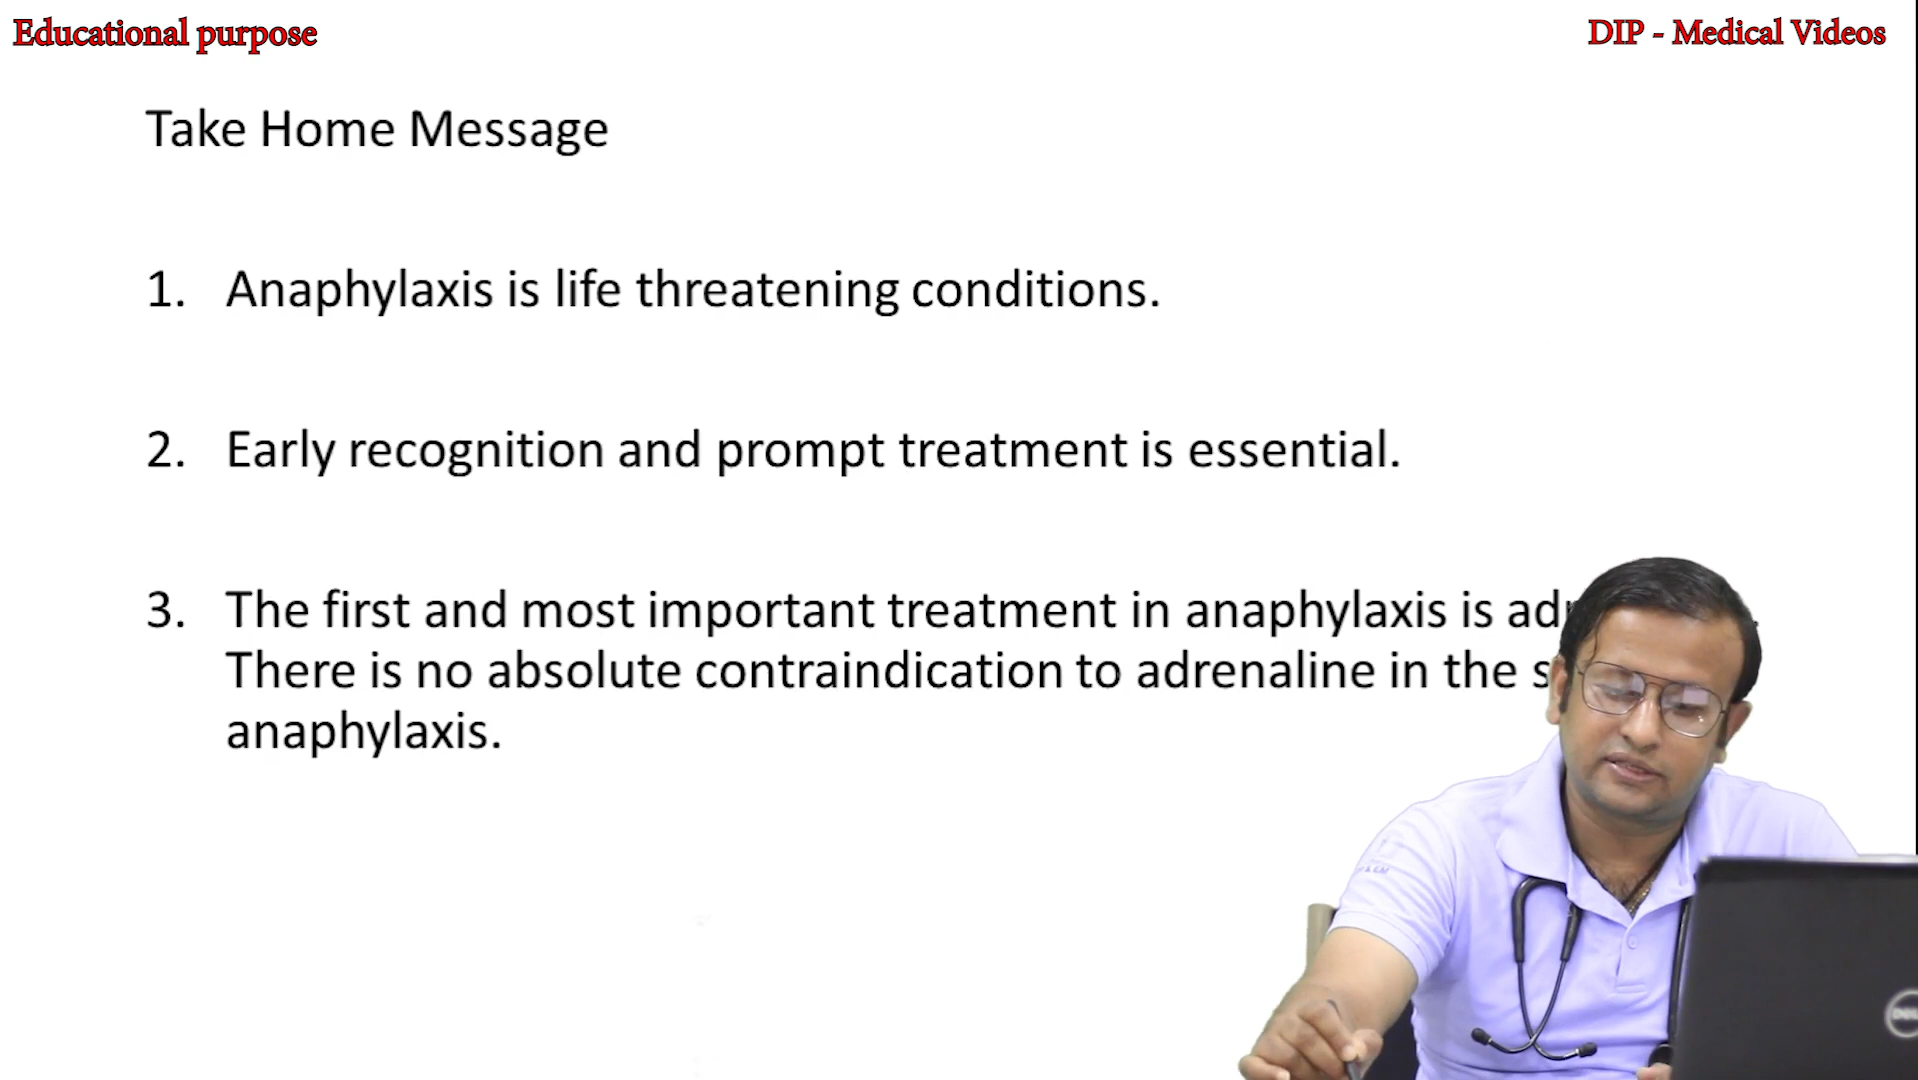 Educational purpose
DIP - Medical Videos
Take Home Message
1. Anaphylaxis is life threatening conditions.
2. Early recognition and prompt treatment is essential.
3. The first and most important treatment in anaphylaxis is
There is no absolute contraindication to adrenaline in the
anaphylaxis.
DELL